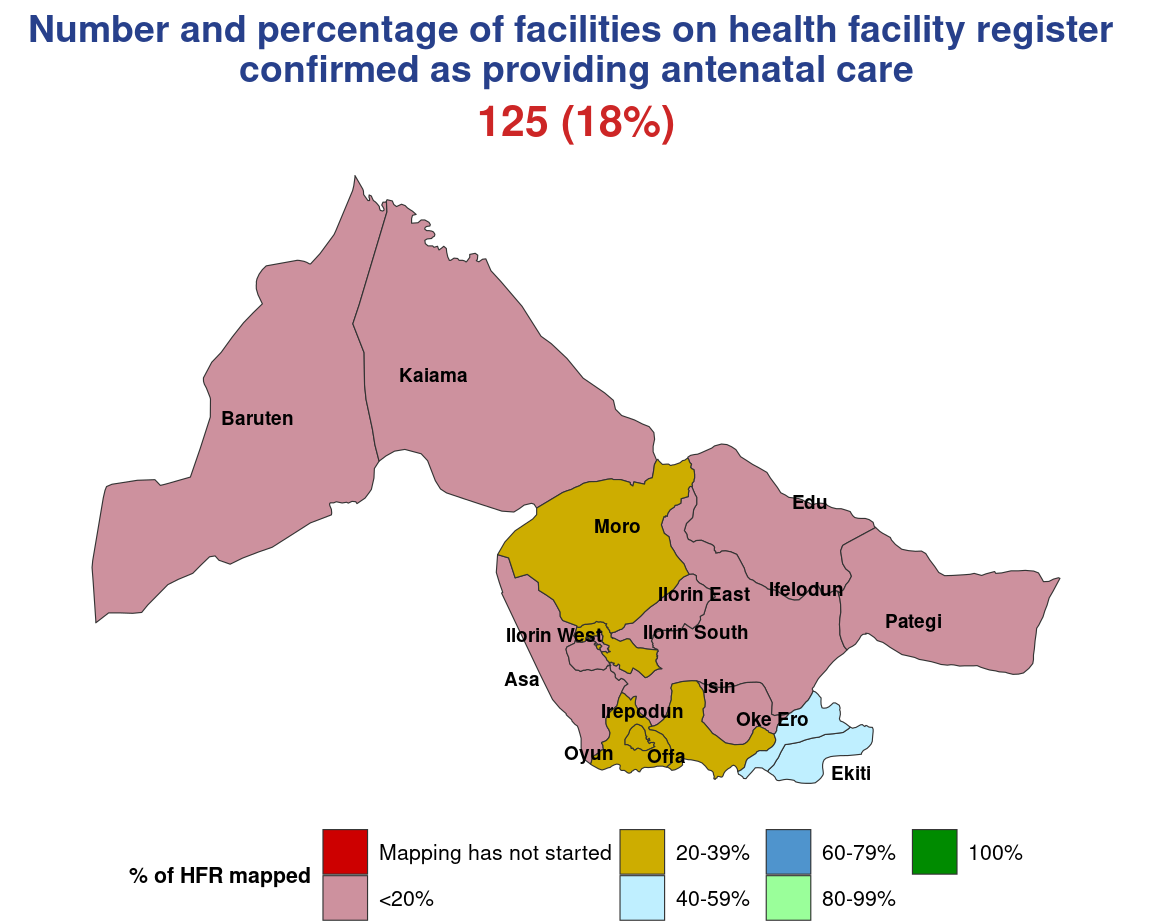 Number and percentage of facilities on health facility register
confirmed as providing antenatal care
125 (18%)
Kaiama
Baruten
Edu
Moro
Ifelodun
Ilorin East
Pategi
Ilorin South
Ilorin West
Asa
Isin
Irepodun
Oke Ero
Oyun
Offa
Ekiti
% of HFR mapped
Mapping has not started
<20%
20-39%
40-59%
60-79%
80-99%
100%